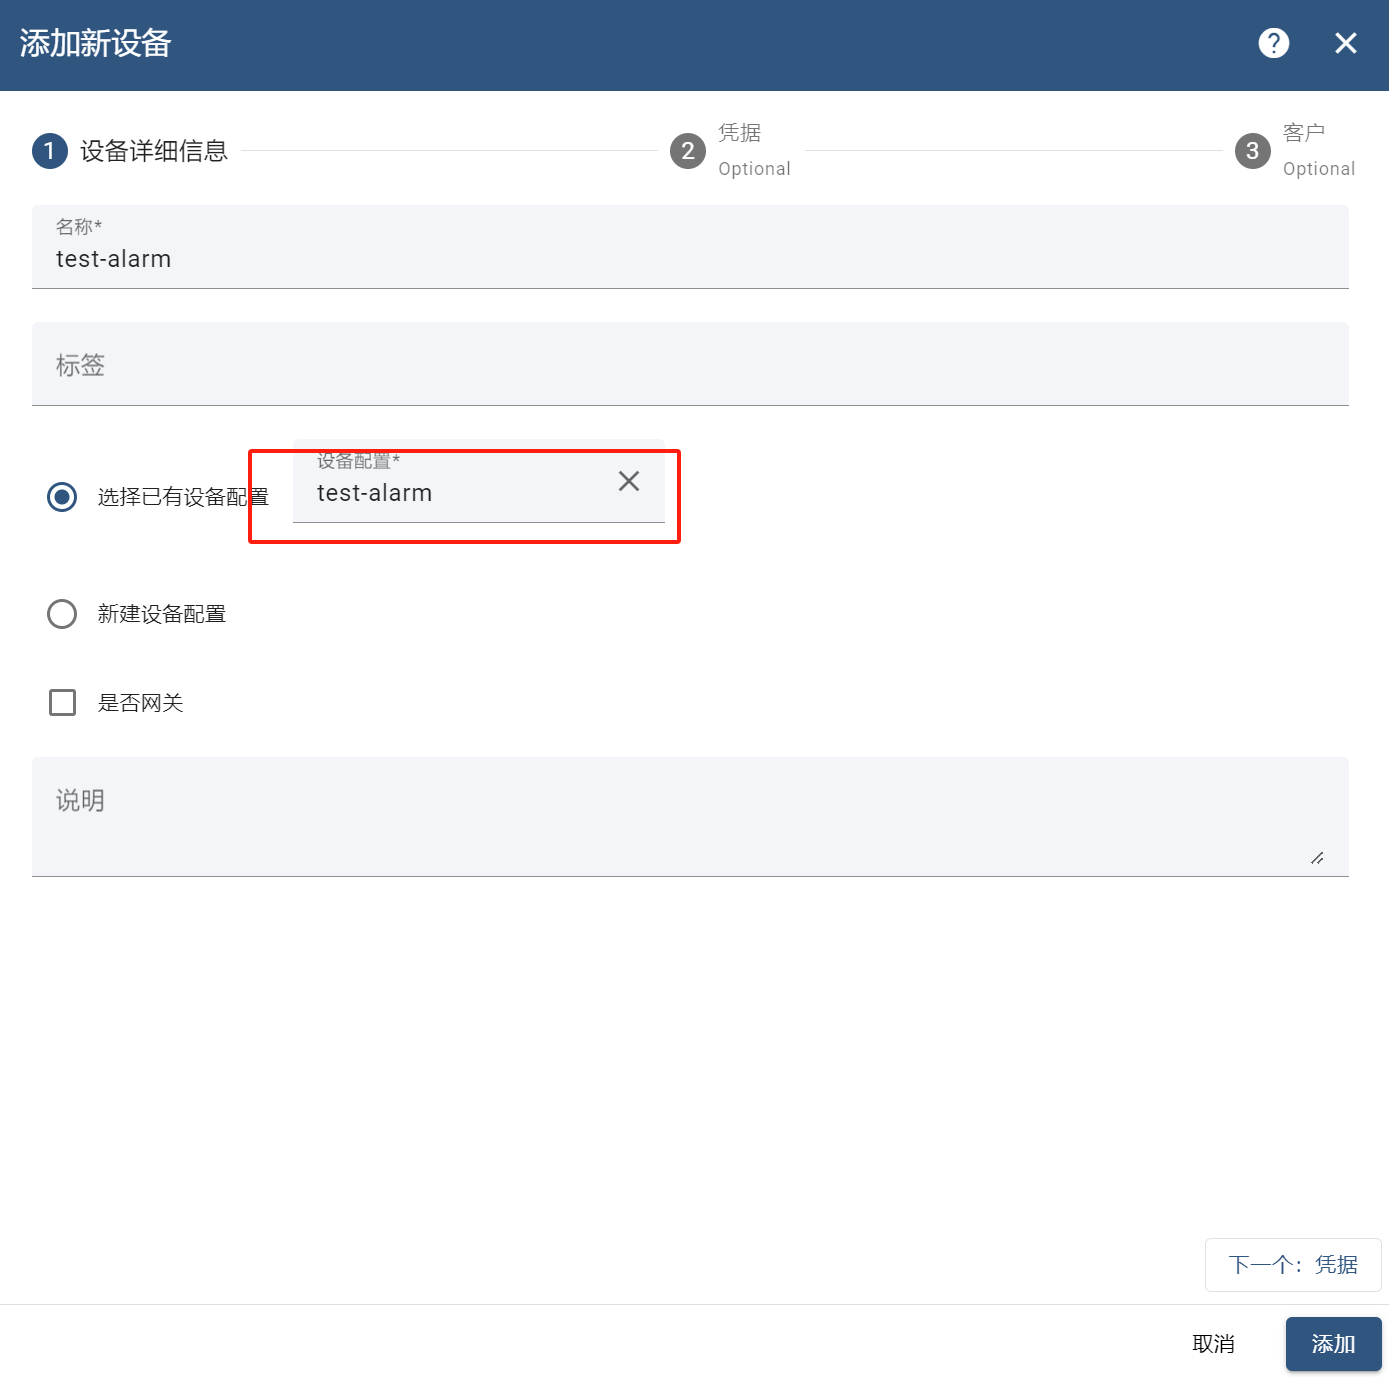 添加新设备
?
1 设备详细信息
2 凭据
Optional
3 客户
Optional
名称*
test-alarm
标签
选择已有设备配置
设备配置*
test-alarm
新建设备配置
是否网关
说明
下一个：凭据
取消
添加